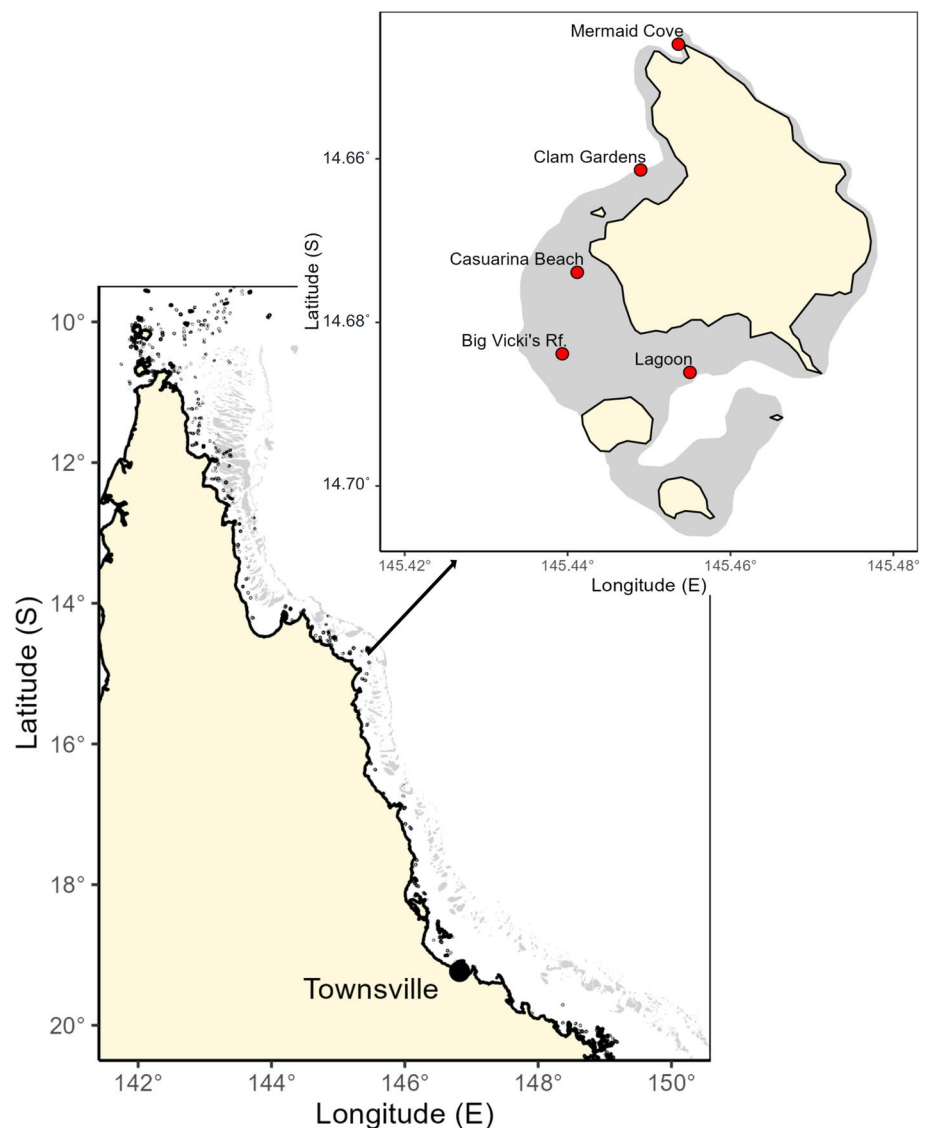 Mermaid Cove
14.66°
Clam Gardens
Latitude (S)
Casuarina Beach
14.68°
Big Vicki's Rf.
Lagoon
14.70°
145.42°
145.44°
145.46°
145.48°
Longitude (E)
10°
12°
14°
16°
18°
20°
Latitude (S)
Townsville
142°
144°
146°
148°
150°
Longitude (E)